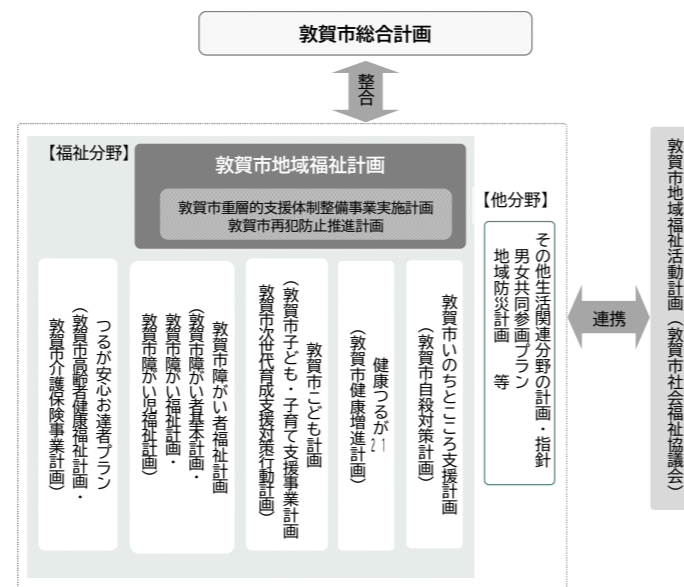 敦賀市総合計画
整合
【福祉分野】
敦賀市地域福祉計画
敦賀市重層的支援体制整備事業実施計画
敦賀市再犯防止推進計画
【他分野】
つるが安心お達者プラン
（敦賀市高齢者健康福祉計画・
敦賀市介護保険事業計画）
敦賀市障がい者福祉計画
（敦賀市障がい者基本計画・
敦賀市障がい福祉計画・
敦賀市障がい児福祉計画）
敦賀市こども計画
（敦賀市子ども・子育て支援事業計画
敦賀市次世代育成支援対策行動計画）
健康つるが21
（敦賀市健康増進計画）
敦賀市いのちとこころ支援計画
（敦賀市自殺対策計画）
その他生活関連分野の計画・指針
男女共同参画プラン
地域防災計画　等
連携
敦賀市地域福祉活動計画（敦賀市社会福祉協議会）